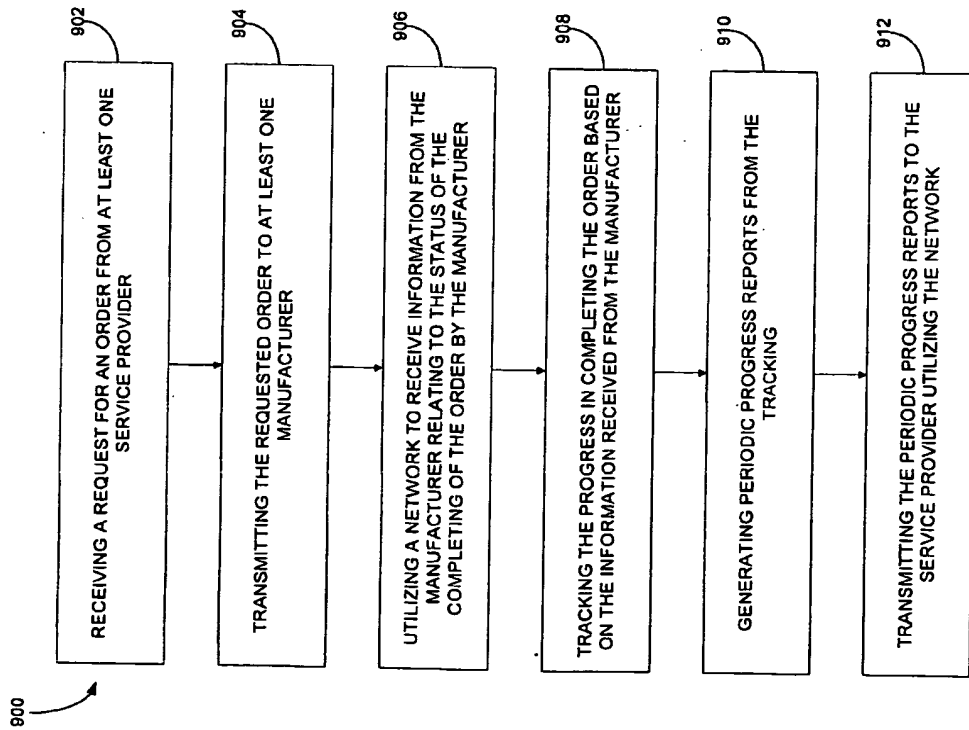 900
902
RECEIVING A REQUEST FOR AN ORDER FROM AT LEAST ONE
SERVICE PROVIDER
904
TRANSMITTING THE REQUESTED ORDER TO AT LEAST ONE
MANUFACTURER
906
UTILIZING A NETWORK TO RECEIVE INFORMATION FROM THE
MANUFACTURER RELATING TO THE STATUS OF THE
COMPLETING OF THE ORDER BY THE MANUFACTURER
908
TRACKING THE PROGRESS IN COMPLETING THE ORDER BASED
ON THE INFORMATION RECEIVED FROM THE MANUFACTURER
910
GENERATING PERIODIC PROGRESS REPORTS FROM THE
TRACKING
912
TRANSMITTING THE PERIODIC PROGRESS REPORTS TO THE
SERVICE PROVIDER UTILIZING THE NETWORK